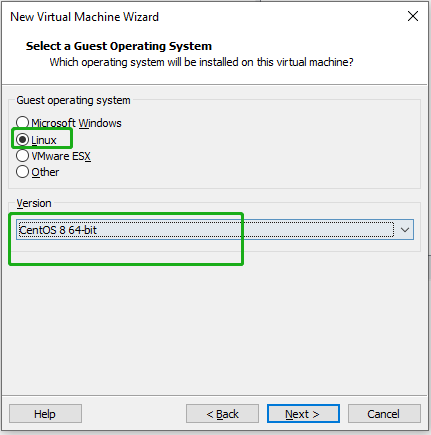 New Virtual Machine Wizard
Select a Guest Operating System
Which operating system will be installed on this virtual machine?
Guest operating system
Microsoft Windows
Linux
VMware ESX
Other
Version
CentOS 8 64-bit
Help
< Back
Next >
Cancel